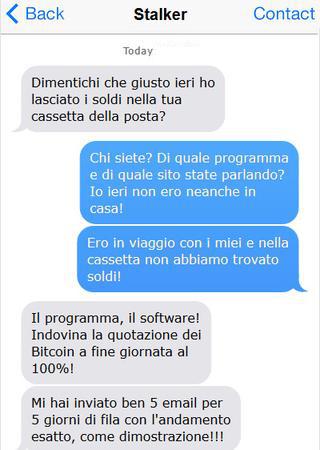 Back Stalker Contact
Today
Dimentichi che giusto ieri ho
lasciato i soldi nella tua
cassetta della posta?
Chi siete? Di quale programma
e di quale sito state parlando?
Io ieri non ero neanche in
casa!
Ero in viaggio con i miei e nella
cassetta non abbiamo trovato
soldi!
Il programma, il software!
Indovina la quotazione dei
Bitcoin a fine giornata al
100%!
Mi hai inviato ben 5 email per
5 giorni di fila con l'andamento
esatto, come dimostrazione!!!